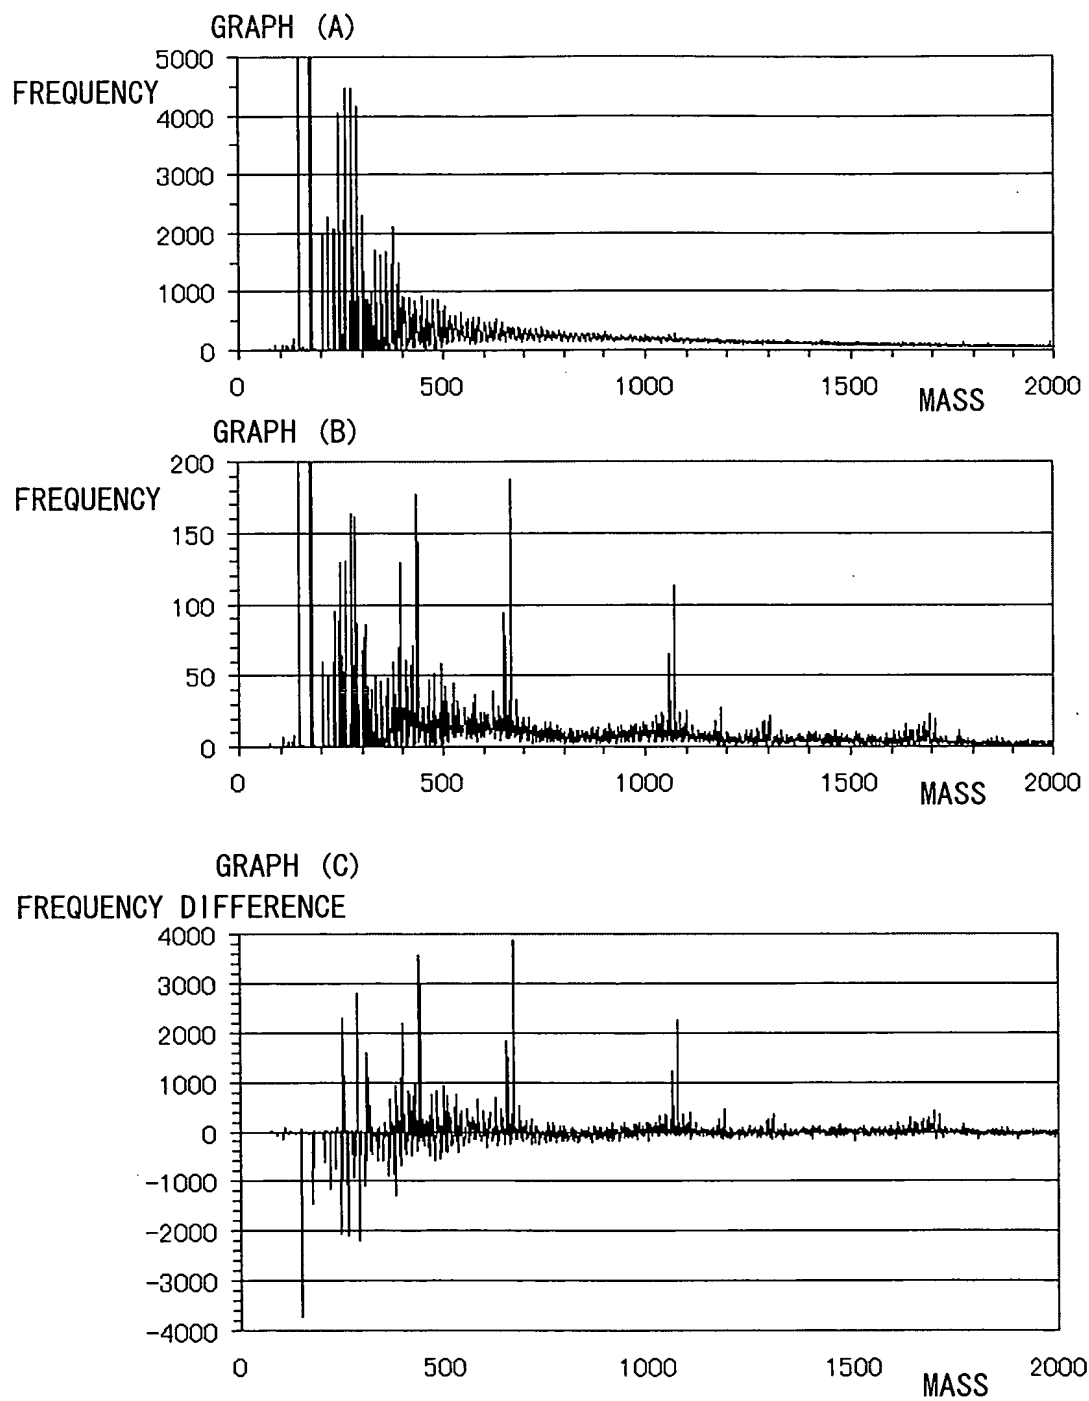 GRAPH (A)
5000
FREQUENCY
4000
3000
2000
1000
0
0 500 1000 1500 2000
MASS
GRAPH (B)
200
FREQUENCY
150
100
50
0
0 500 1000 1500 2000
MASS
GRAPH (C)
FREQUENCY DIFFERENCE
4000
3000
2000
1000
0
-1000
-2000
-3000
-4000
0 500 1000 1500 2000
MASS